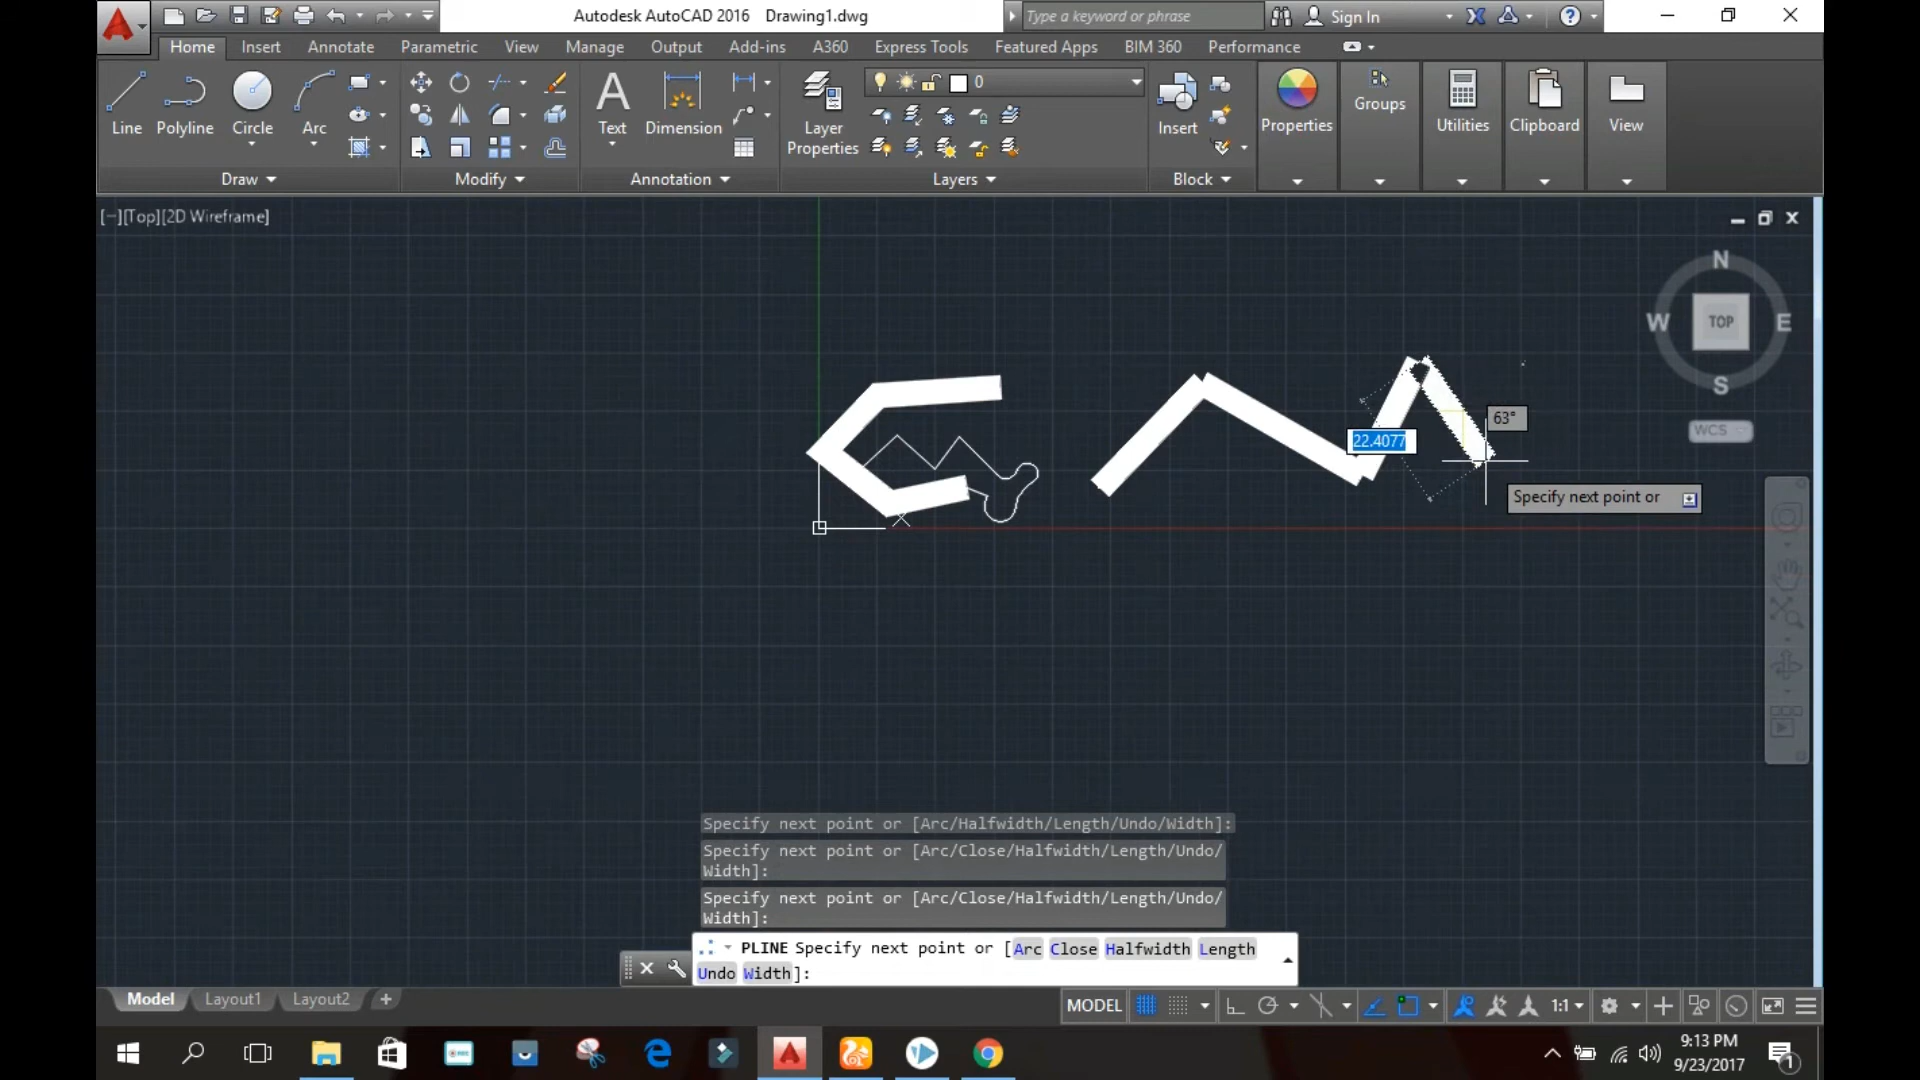 Autodesk AutoCAD 2016 Drawing1.dwg
Type a keyword or phrase
Sign In
Home Insert Annotate Parametric View Manage Output Add-ins A360 Express Tools Featured Apps BIM 360 Performance
0
Line Polyline Circle Arc
Text Dimension
Layer
Properties
Insert
Properties
Groups
Utilities
Clipboard
View
Draw Modify Annotation Layers Block
[−][Top][2D Wireframe]
N
W TOP E
S
WCS
63°
22.4077
Specify next point or
Specify next point or [Arc/Halfwidth/Length/Undo/Width]:
Specify next point or [Arc/Close/Halfwidth/Length/Undo/
Width]:
Specify next point or [Arc/Close/Halfwidth/Length/Undo/
Width]:
PLINE Specify next point or [Arc Close Halfwidth Length
Undo Width]:
Model Layout1 Layout2 +
MODEL 1:1
9:13 PM
9/23/2017
1